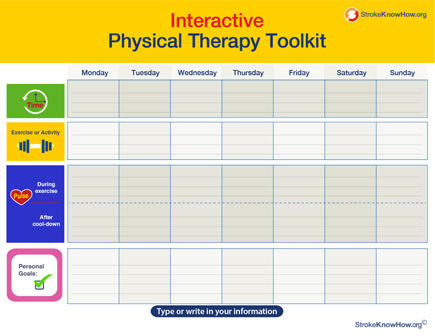 StrokeKnowHow.org
Interactive
Physical Therapy Toolkit
Monday Tuesday Wednesday Thursday Friday Saturday Sunday
Time
Exercise or Activity
During
exercise
Pulse
After
cool-down
Personal
Goals:
Type or write in your information
StrokeKnowHow.org©